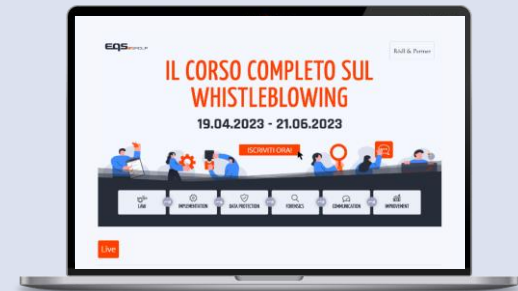 EQS GROUP
R&R & Partner
IL CORSO COMPLETO SUL
WHISTLEBLOWING
19.04.2023 - 21.06.2023
ISCRIVITI ORA!
LAW
IMPLEMENTATION
DATA PROTECTION
FORENSICS
COMMUNICATION
IMPROVEMENT
Live